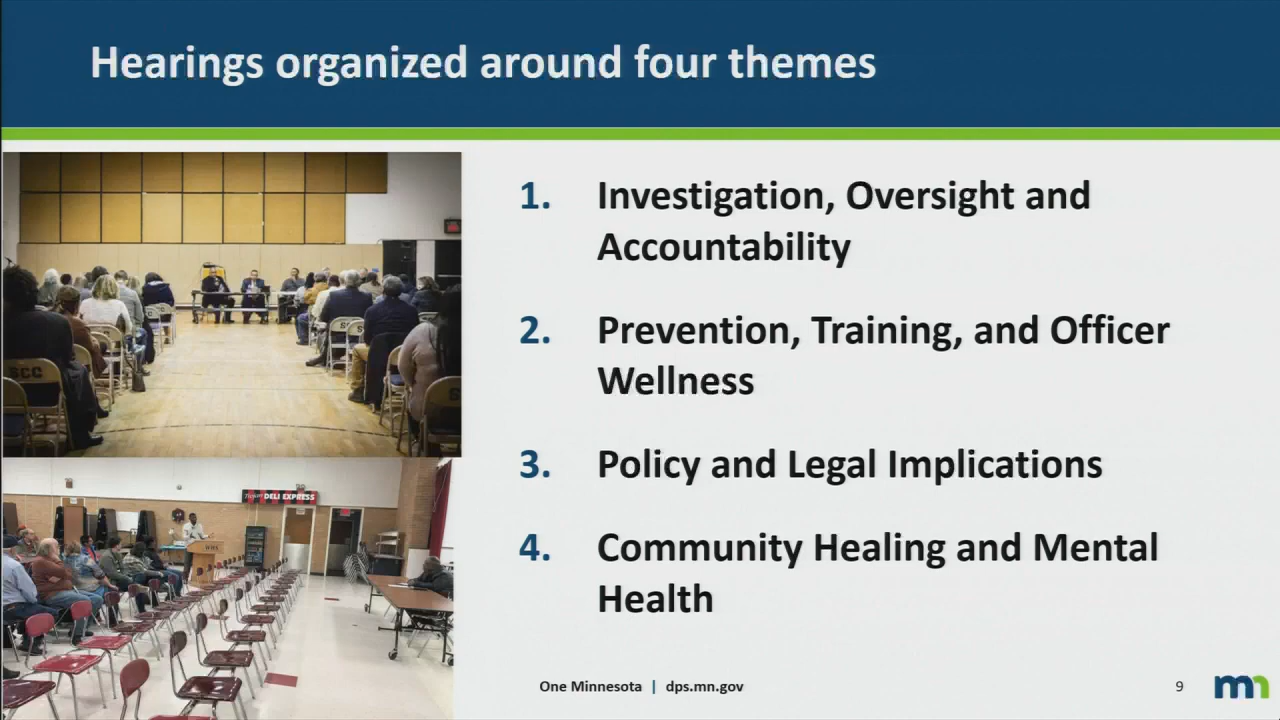 Hearings organized around four themes
1. Investigation, Oversight and
Accountability
2. Prevention, Training, and Officer
Wellness
3. Policy and Legal Implications
4. Community Healing and Mental
Health
SCC
DELI EXPRESS
One Minnesota | dps.mn.gov
9
mn